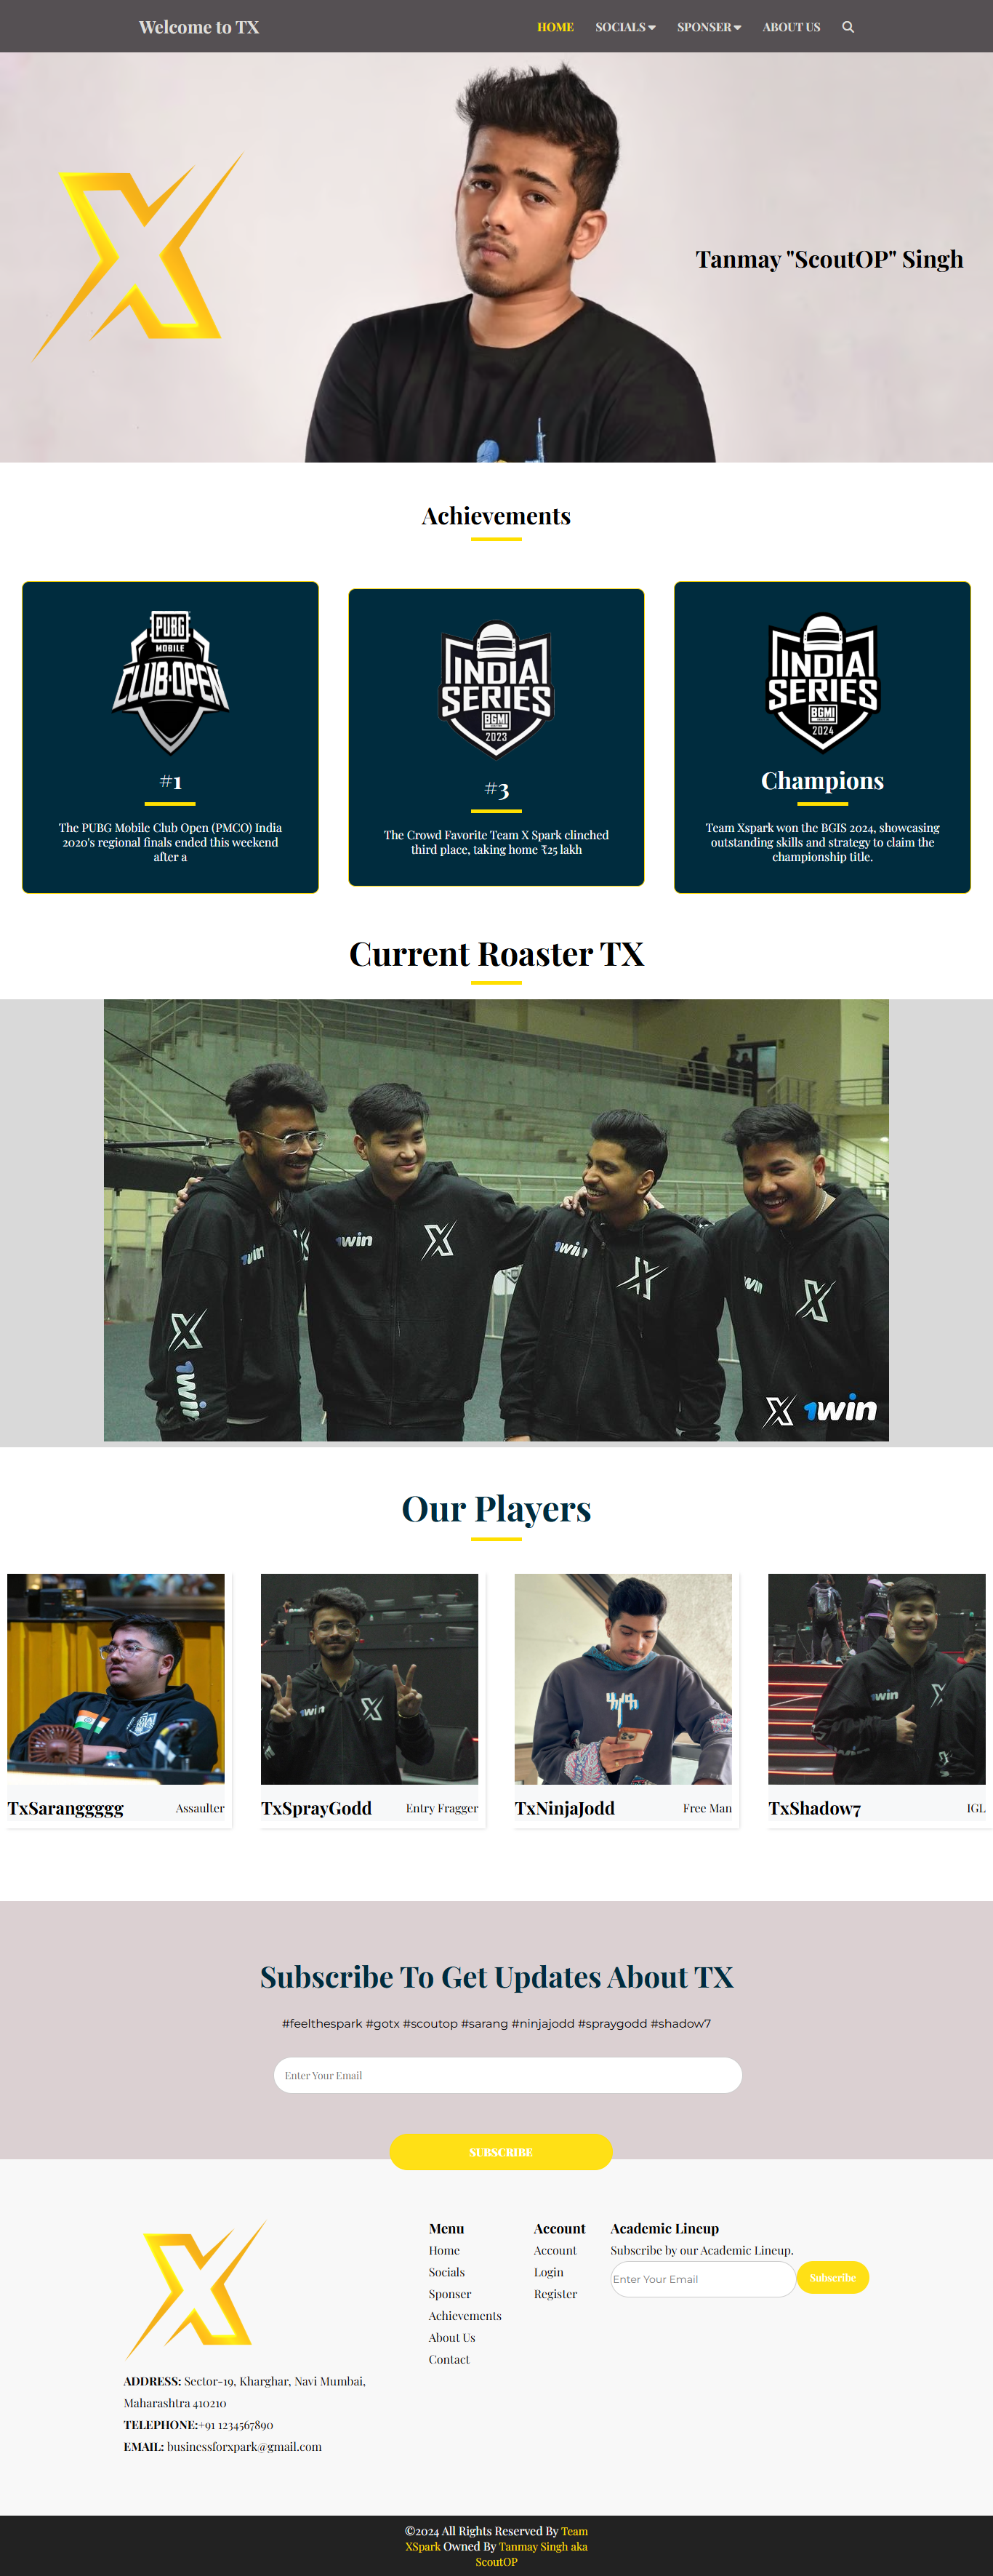 Welcome to TX
HOME SOCIALS SPONSER ABOUT US
Tanmay "ScoutOP" Singh
Achievements
PUBG
MOBILE
CLUB OPEN
#1
The PUBG Mobile Club Open (PMCO) India
2020's regional finals ended this weekend
after a
INDIA
SERIES
BGMI
2023
#3
The Crowd Favorite Team X Spark clinched
third place, taking home ₹25 lakh
INDIA
SERIES
BGMI
2024
Champions
Team Xspark won the BGIS 2024, showcasing
outstanding skills and strategy to claim the
championship title.
Current Roaster TX
1win
1win
1win
1win
1win
X 1win
Our Players
1win
1win
TxSaranggggg Assaulter
TxSprayGodd Entry Fragger
TxNinjaJodd Free Man
TxShadow7 IGL
Subscribe To Get Updates About TX
#feelthespark #gotx #scoutop #sarang #ninjajodd #spraygodd #shadow7
Enter Your Email
SUBSCRIBE
Menu
Home
Socials
Sponser
Achievements
About Us
Contact
Account
Account
Login
Register
Academic Lineup
Subscribe by our Academic Lineup.
Enter Your Email
Subscribe
ADDRESS: Sector-19, Kharghar, Navi Mumbai,
Maharashtra 410210
TELEPHONE:+91 1234567890
EMAIL: businessforxpark@gmail.com
©2024 All Rights Reserved By Team
XSpark Owned By Tanmay Singh aka
ScoutOP